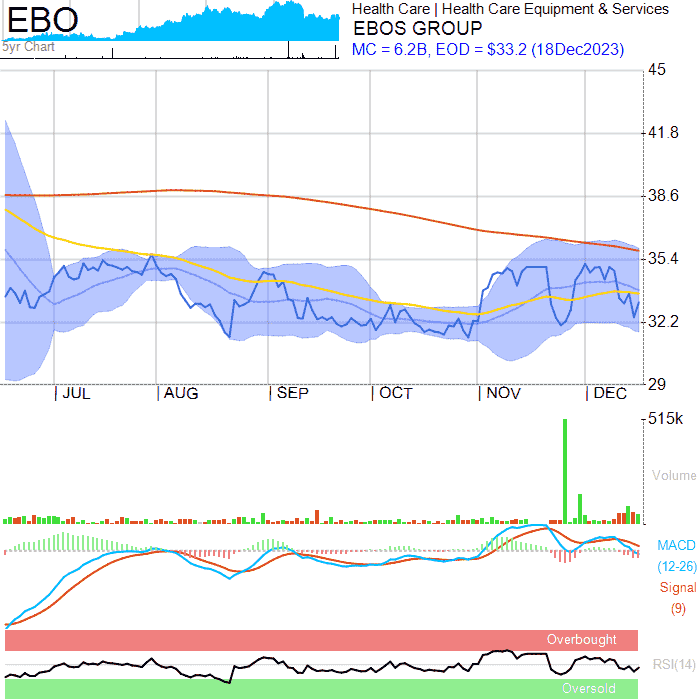 EBO
5yr Chart
Health Care | Health Care Equipment & Services
EBOS GROUP
MC = 6.2B, EOD = $33.2 (18Dec2023)
45
41.8
38.6
35.4
32.2
29
JUL AUG SEP OCT NOV DEC
515k
Volume
MACD
(12-26)
Signal
(9)
Overbought
RSI(14)
Oversold